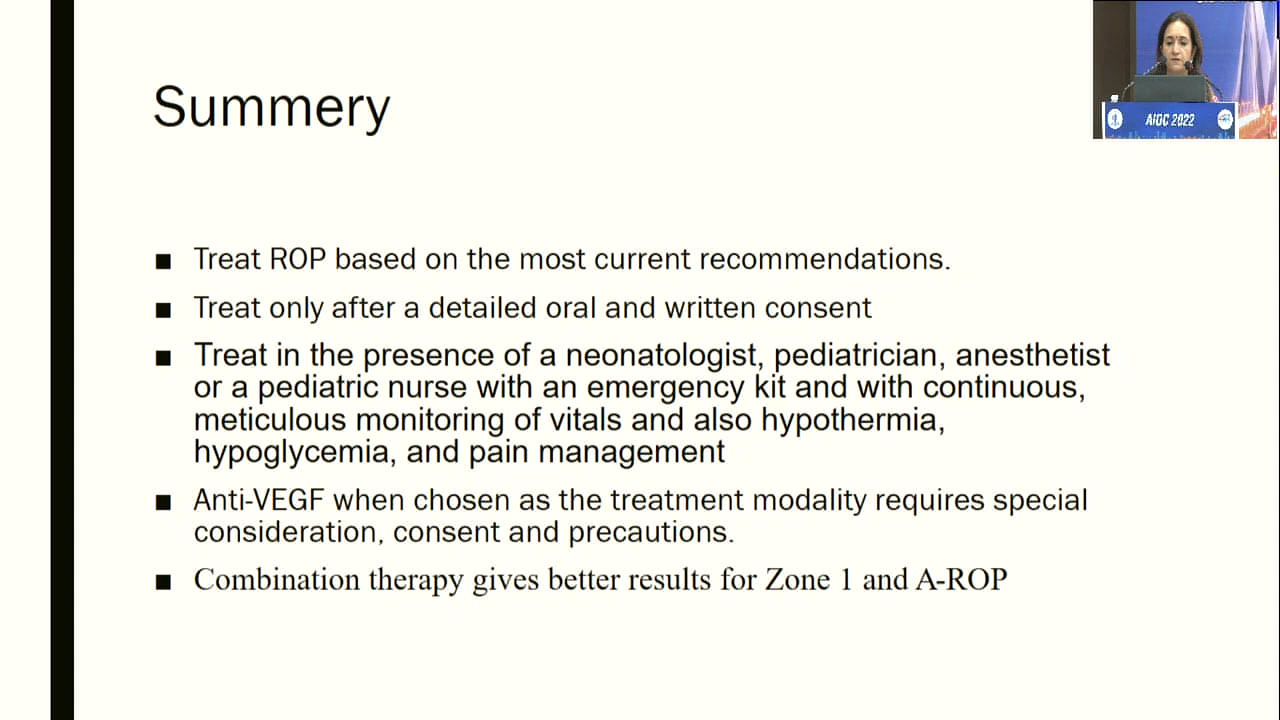 Summery
AIOC 2022
■ Treat ROP based on the most current recommendations.
■ Treat only after a detailed oral and written consent
■ Treat in the presence of a neonatologist, pediatrician, anesthetist
or a pediatric nurse with an emergency kit and with continuous,
meticulous monitoring of vitals and also hypothermia,
hypoglycemia, and pain management
■ Anti-VEGF when chosen as the treatment modality requires special
consideration, consent and precautions.
■ Combination therapy gives better results for Zone 1 and A-ROP